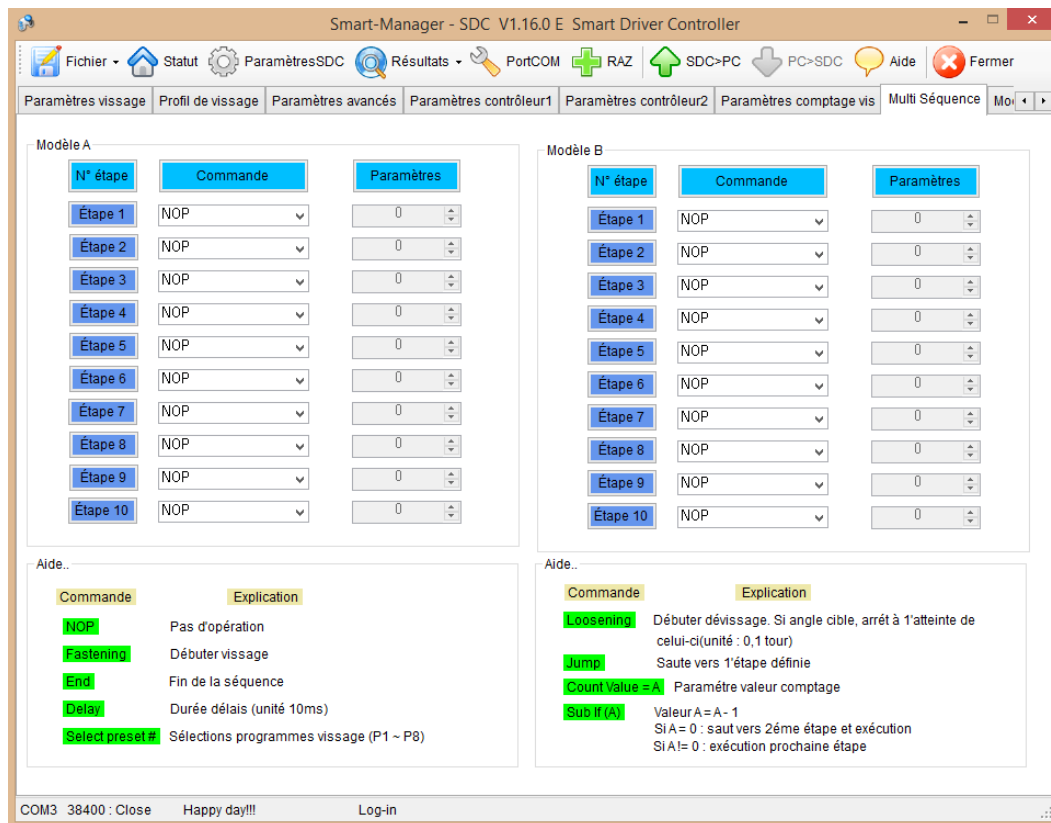 Smart-Manager - SDC V1.16.0 E Smart Driver Controller
Fichier Statut ParamètresSDC Résultats PortCOM RAZ SDC>PC PC>SDC Aide Fermer
Paramètres vissage Profil de vissage Paramètres avancés Paramètres contrôleur1 Paramètres contrôleur2 Paramètres comptage vis Multi Séquence
Modèle A
N° étape Commande Paramètres
Étape 1 NOP 0
Étape 2 NOP 0
Étape 3 NOP 0
Étape 4 NOP 0
Étape 5 NOP 0
Étape 6 NOP 0
Étape 7 NOP 0
Étape 8 NOP 0
Étape 9 NOP 0
Étape 10 NOP 0
Modèle B
N° étape Commande Paramètres
Étape 1 NOP 0
Étape 2 NOP 0
Étape 3 NOP 0
Étape 4 NOP 0
Étape 5 NOP 0
Étape 6 NOP 0
Étape 7 NOP 0
Étape 8 NOP 0
Étape 9 NOP 0
Étape 10 NOP 0
Aide..
Commande Explication
NOP Pas d'opération
Fastening Débuter vissage
End Fin de la séquence
Delay Durée délais (unité 10ms)
Select preset # Sélections programmes vissage (P1 ~ P8)
Aide..
Commande Explication
Loosening Débuter dévissage. Si angle cible, arrét à 1'atteinte de
celui-ci(unité : 0,1 tour)
Jump Saute vers 1'étape définie
Count Value = A Paramétre valeur comptage
Sub If (A) Valeur A = A - 1
Si A = 0 : saut vers 2éme étape et exécution
Si A != 0 : exécution prochaine étape
COM3 38400 : Close Happy day!!! Log-in